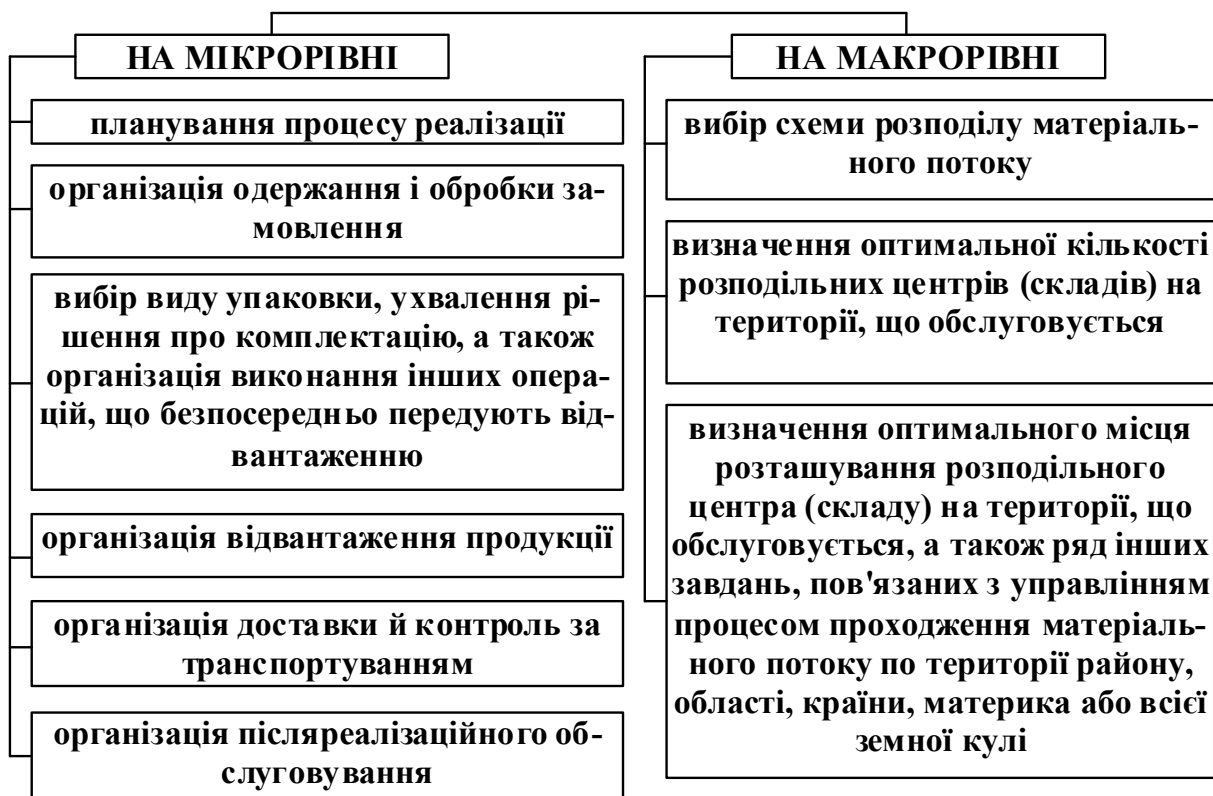 НА МІКРОРІВНІ
планування процесу реалізації
організація одержання і обробки за-
мовлення
вибір виду упаковки, ухвалення рі-
шення про комплектацію, а також
організація виконання інших опера-
цій, що безпосередньо передують від-
вантаженню
організація відвантаження продукції
організація доставки й контроль за
транспортуванням
організація післяреалізаційного об-
слуговування
НА МАКРОРІВНІ
вибір схеми розподілу матеріаль-
ного потоку
визначення оптимальної кількості
розподільних центрів (складів) на
території, що обслуговується
визначення оптимального місця
розташування розподільного
центра (складу) на території, що
обслуговується, а також ряд інших
завдань, пов'язаних з управлінням
процесом проходження матеріаль-
ного потоку по території району,
області, країни, материка або всієї
земної кулі